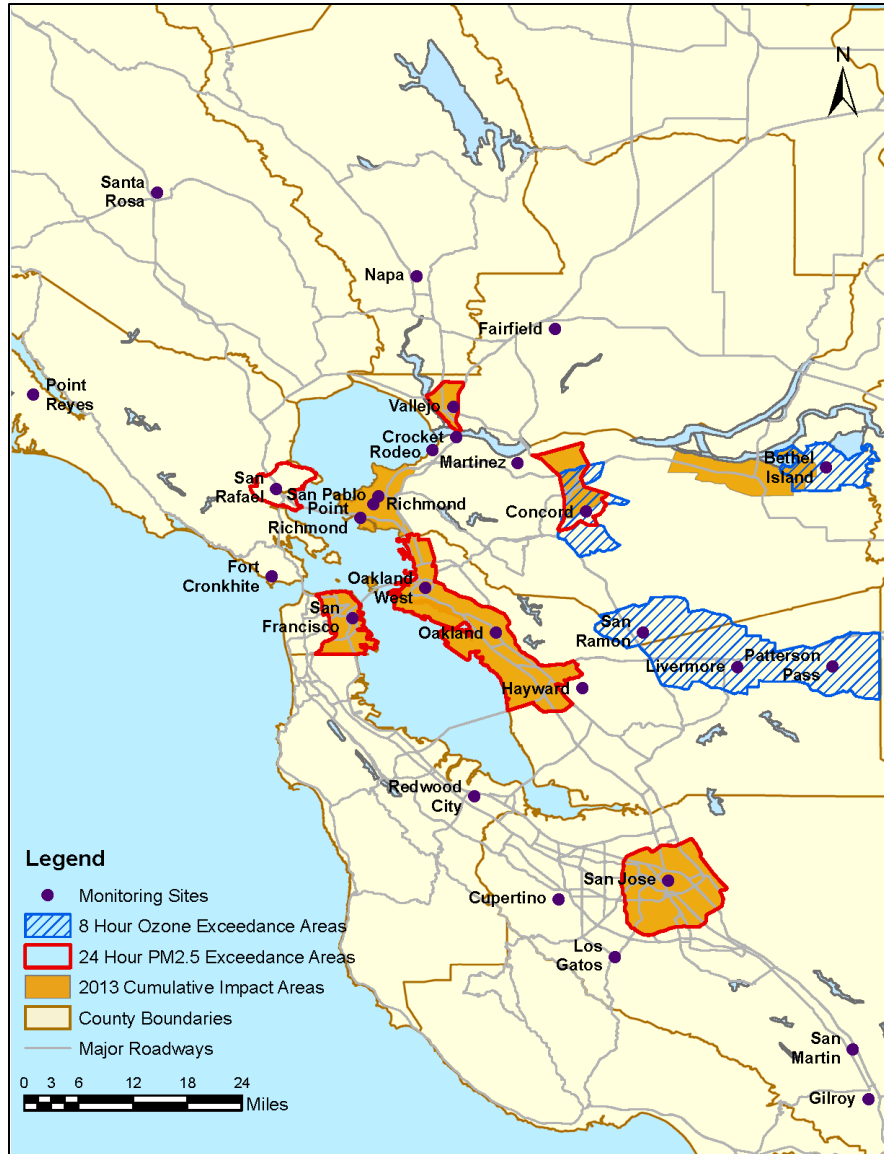 N
Santa
Rosa
Napa
Fairfield
Point
Reyes
Vallejo
Crocket
Rodeo
Martinez
Bethel
Island
San
Rafael
San Pablo
Point
Richmond
Richmond
Concord
Fort
Cronkhite
Oakland
West
San
Francisco
Oakland
San
Ramon
Livermore
Patterson
Pass
Hayward
Redwood
City
San Jose
Cupertino
Los
Gatos
San
Martin
Gilroy
Legend
Monitoring Sites
8 Hour Ozone Exceedance Areas
24 Hour PM2.5 Exceedance Areas
2013 Cumulative Impact Areas
County Boundaries
Major Roadways
0 3 6 12 18 24
Miles